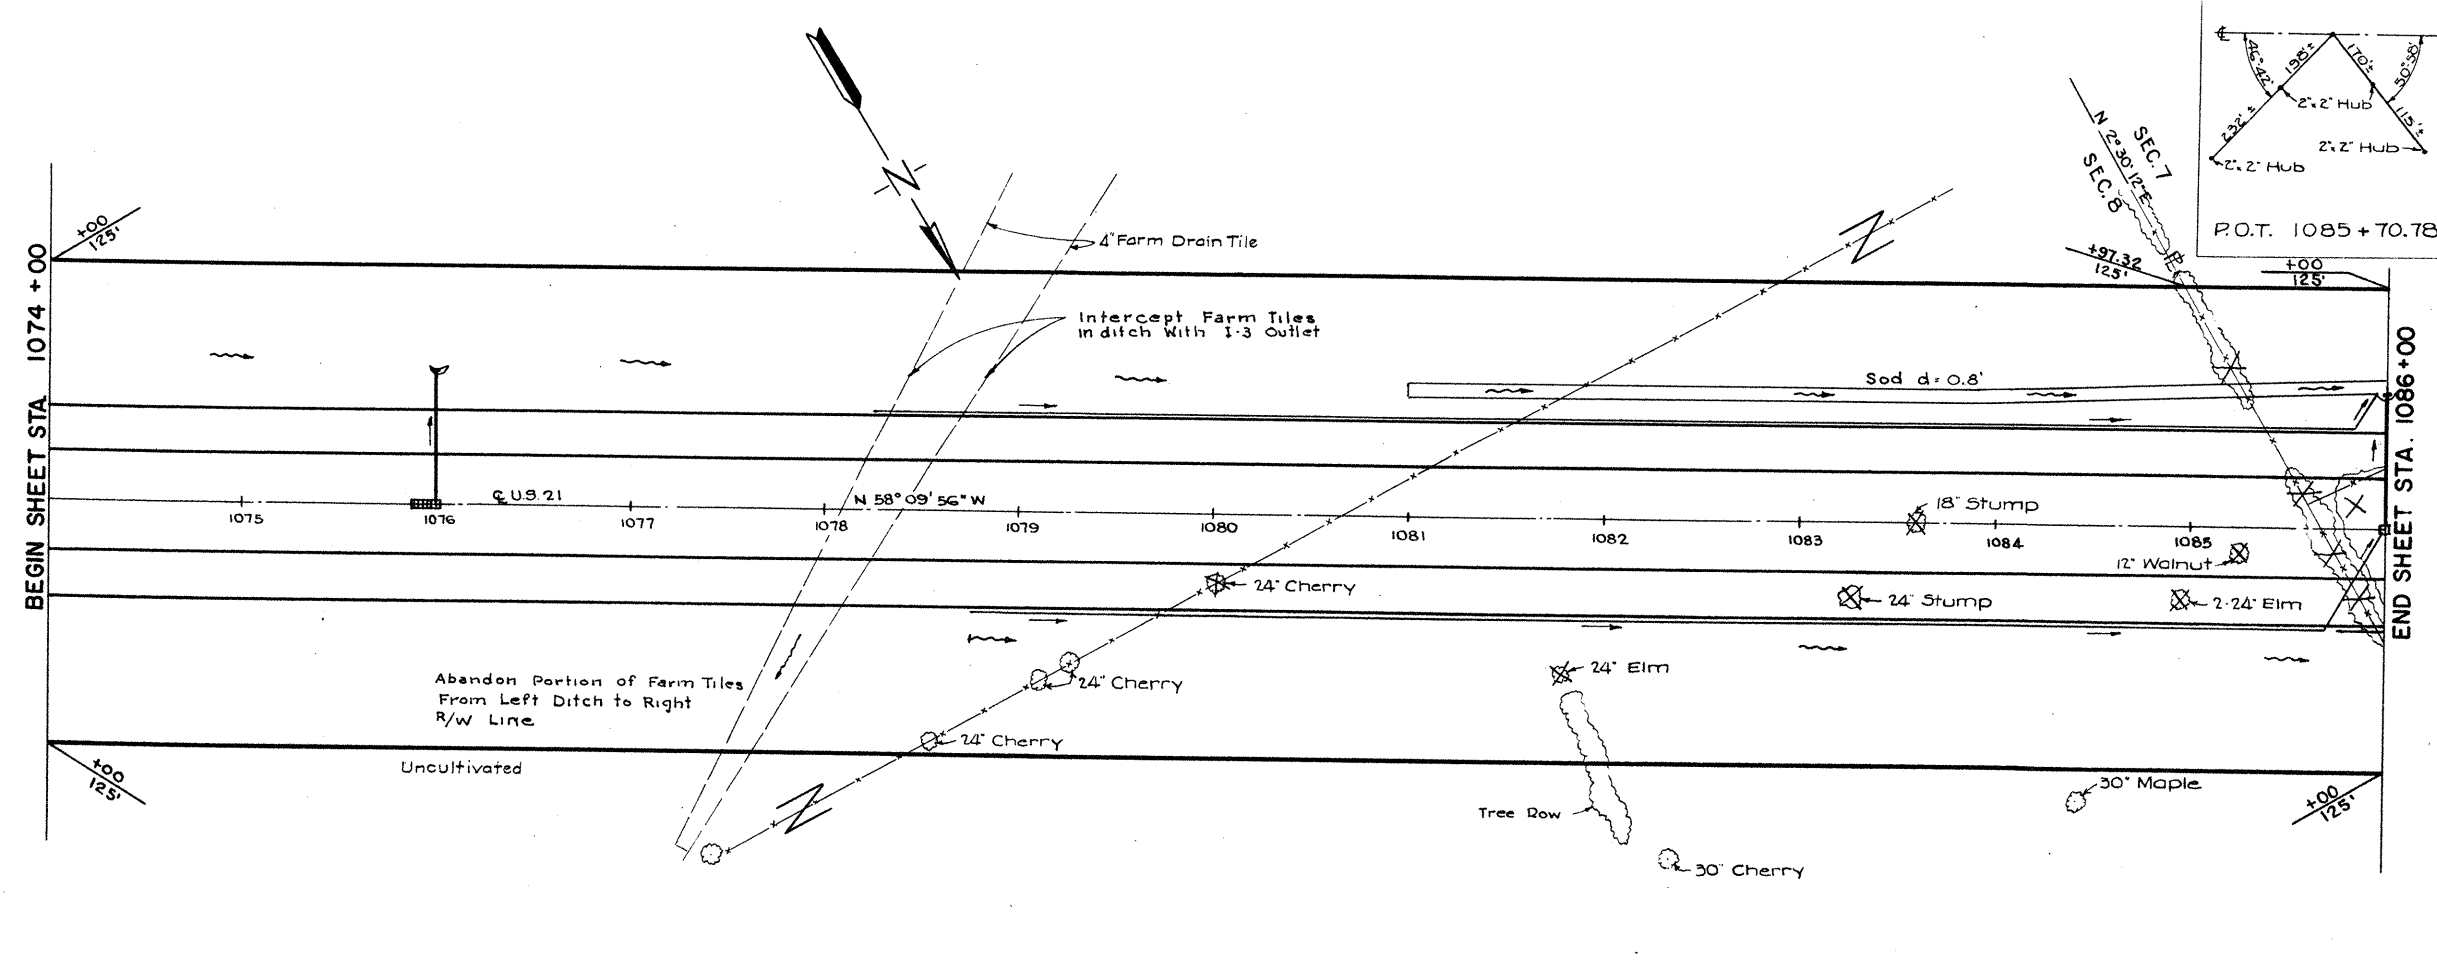 BEGIN SHEET STA. 1074 + 00
+00
125'
4" Farm Drain Tile
Intercept Farm Tiles
in ditch With I-3 Outlet
Sod d=0.8'
N 2° 30' 12" E
SEC. 7
SEC. 8
+97.32
125'
+00
125'
℄
46°-42'
198'±
170'±
50°-58'
2"x2" Hub
232'±
115'±
2"x2" Hub
2"x2" Hub
P.O.T. 1085+70.78
℄ U.S. 21
N 58° 09' 56" W
1075
1076
1077
1078
1079
1080
1081
1082
1083
1084
1085
18" Stump
12" Walnut
24" Cherry
24" Stump
2-24" Elm
24" Elm
24" Cherry
24" Cherry
Abandon Portion of Farm Tiles
From Left Ditch to Right
R/W Line
Uncultivated
+00
125'
Tree Row
30" Cherry
30" Maple
+00
125'
END SHEET STA. 1086+00